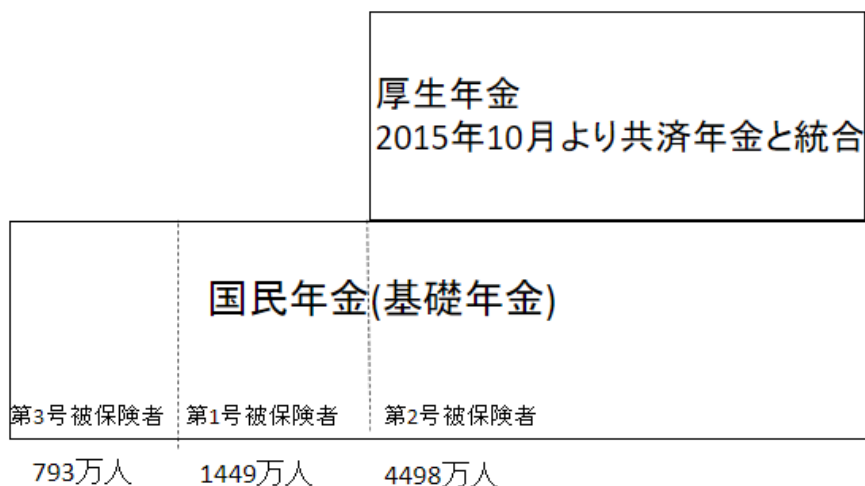 厚生年金
2015年10月より共済年金と統合
国民年金(基礎年金)
第3号被保険者
第1号被保険者
第2号被保険者
793万人
1449万人
4498万人